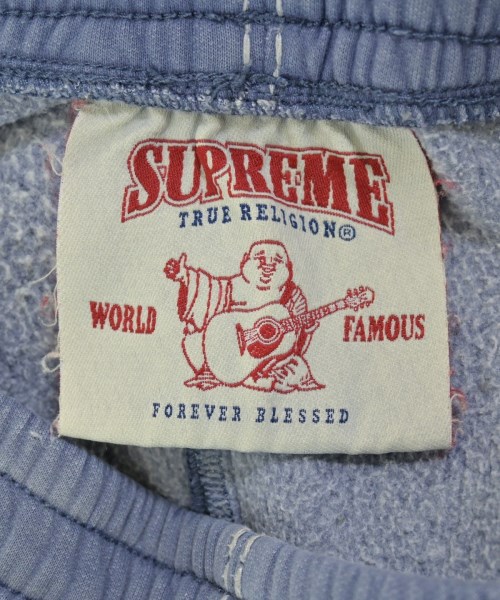 SUPREME
TRUE RELIGION®
WORLD FAMOUS
FOREVER BLESSED